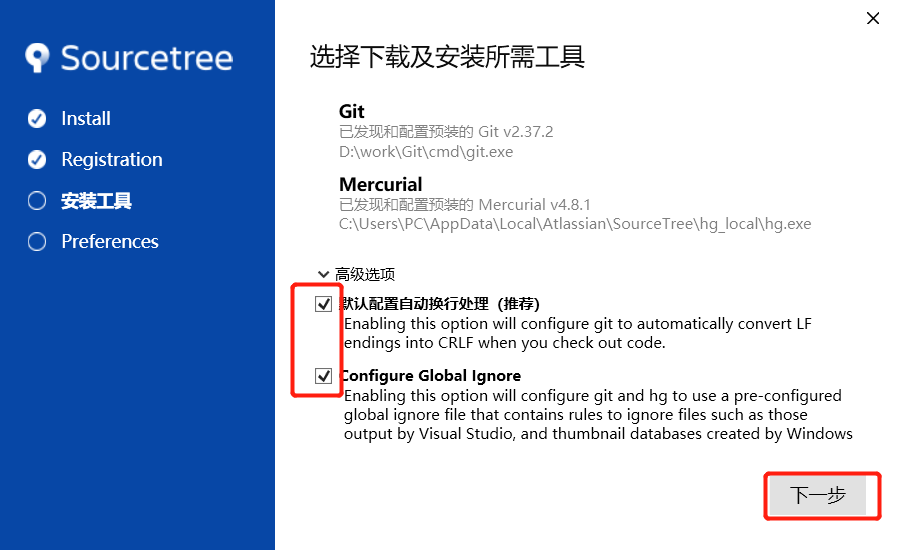 Sourcetree
Install
Registration
安装工具
Preferences
选择下载及安装所需工具
Git
已发现和配置预装的 Git v2.37.2
D:\work\Git\cmd\git.exe
Mercurial
已发现和配置预装的 Mercurial v4.8.1
C:\Users\PC\AppData\Local\Atlassian\SourceTree\hg_local\hg.exe
高级选项
默认配置自动换行处理（推荐）
Enabling this option will configure git to automatically convert LF
endings into CRLF when you check out code.
Configure Global Ignore
Enabling this option will configure git and hg to use a pre-configured
global ignore file that contains rules to ignore files such as those
output by Visual Studio, and thumbnail databases created by Windows
下一步